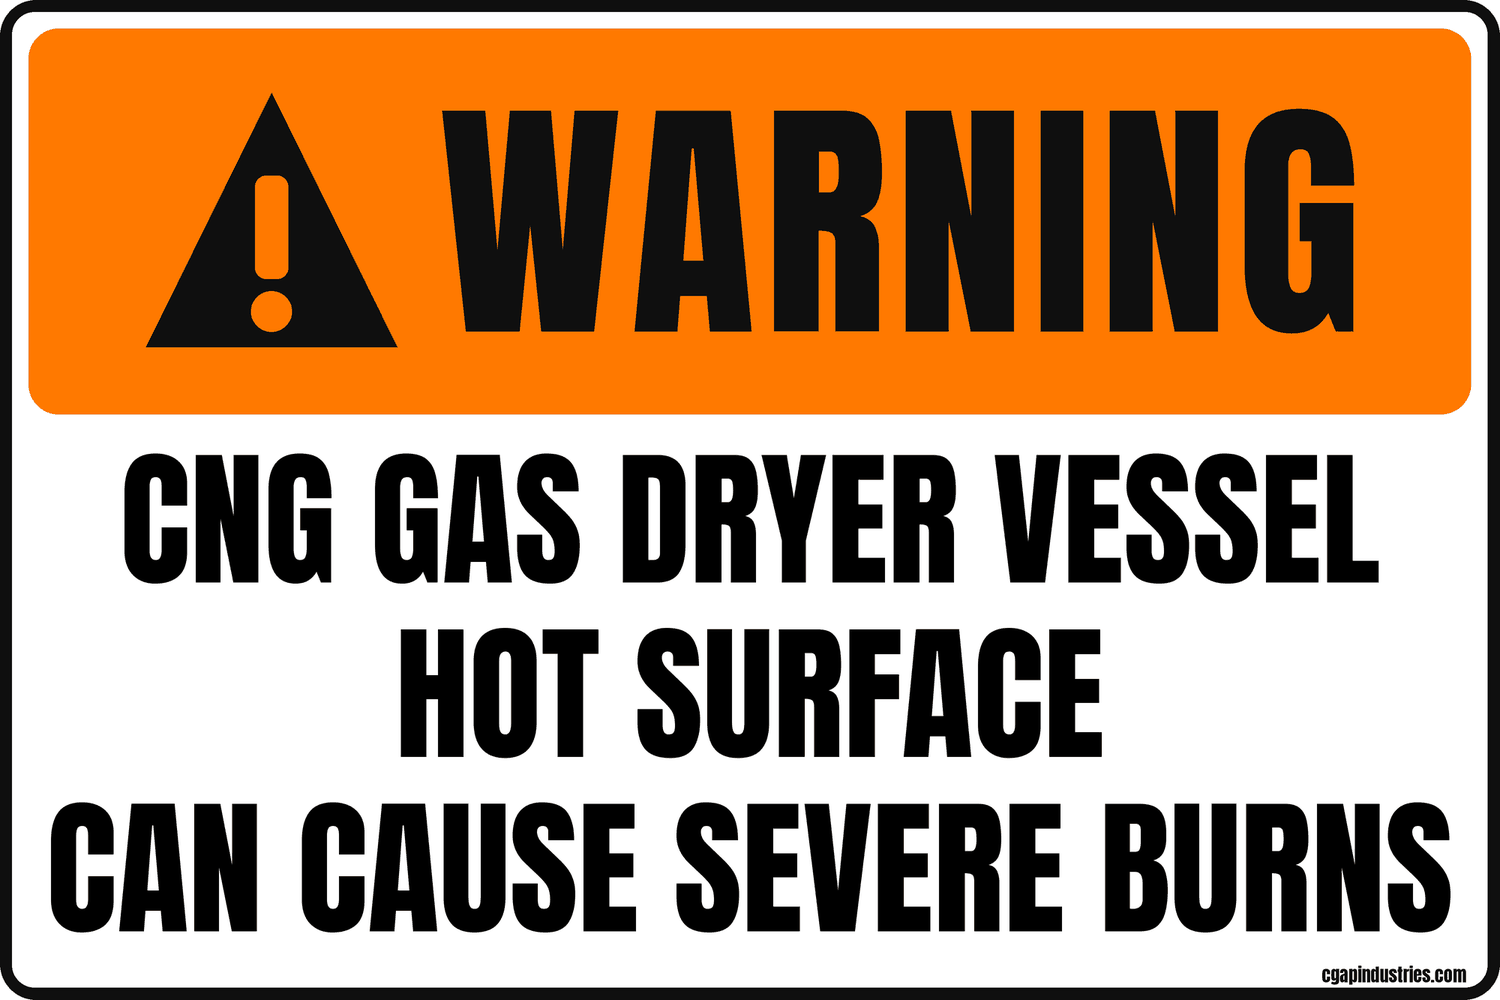 WARNING
CNG GAS DRYER VESSEL
HOT SURFACE
CAN CAUSE SEVERE BURNS
cgapindustries.com